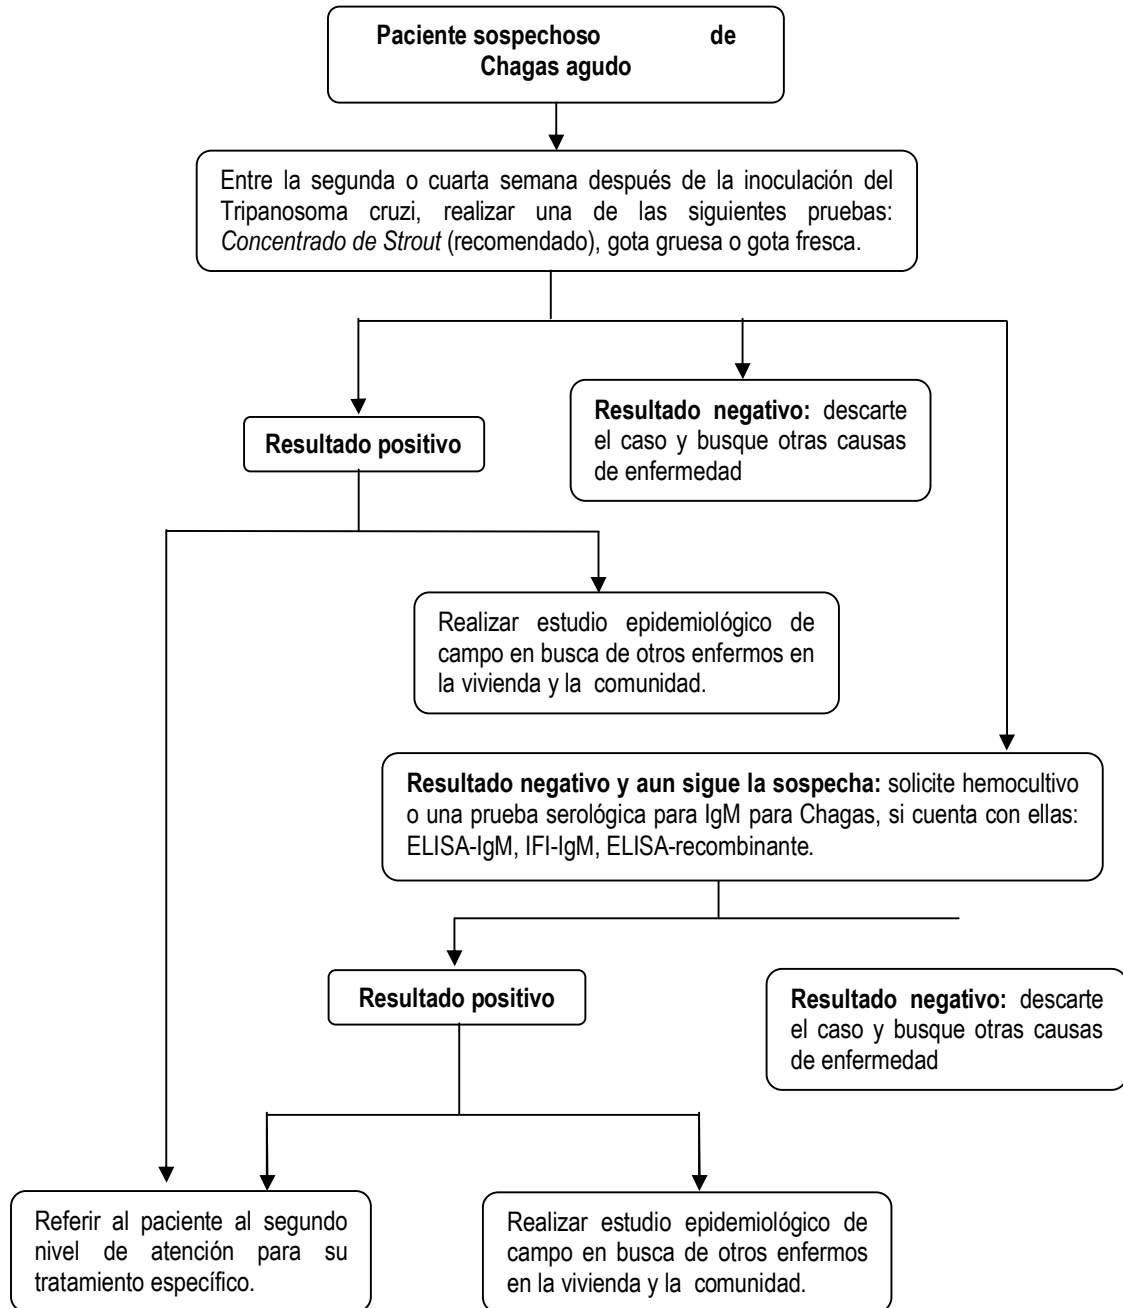 Paciente sospechoso de
Chagas agudo
Entre la segunda o cuarta semana después de la inoculación del
Tripanosoma cruzi, realizar una de las siguientes pruebas:
Concentrado de Strout (recomendado), gota gruesa o gota fresca.
Resultado negativo: descarte
el caso y busque otras causas
de enfermedad
Resultado positivo
Realizar estudio epidemiológico de
campo en busca de otros enfermos en
la vivienda y la comunidad.
Resultado negativo y aun sigue la sospecha: solicite hemocultivo
o una prueba serológica para IgM para Chagas, si cuenta con ellas:
ELISA-IgM, IFI-IgM, ELISA-recombinante.
Resultado positivo
Resultado negativo: descarte
el caso y busque otras causas
de enfermedad
Referir al paciente al segundo
nivel de atención para su
tratamiento específico.
Realizar estudio epidemiológico de
campo en busca de otros enfermos
en la vivienda y la comunidad.